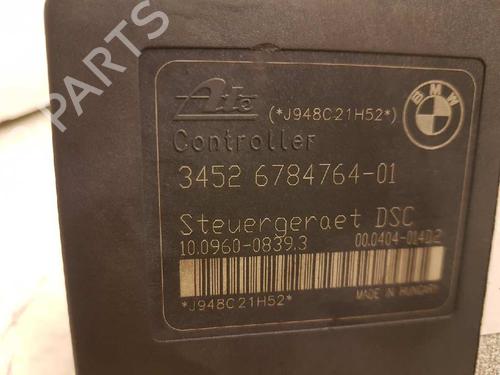 PARTS
Ate (*J948C21H52*)
BMW
Controller
3452 6784764-01
Steuergeraet DSC
10.0960-0839.3 00.0404-014D.2
*J948C21H52*
MADE IN HUNGARY